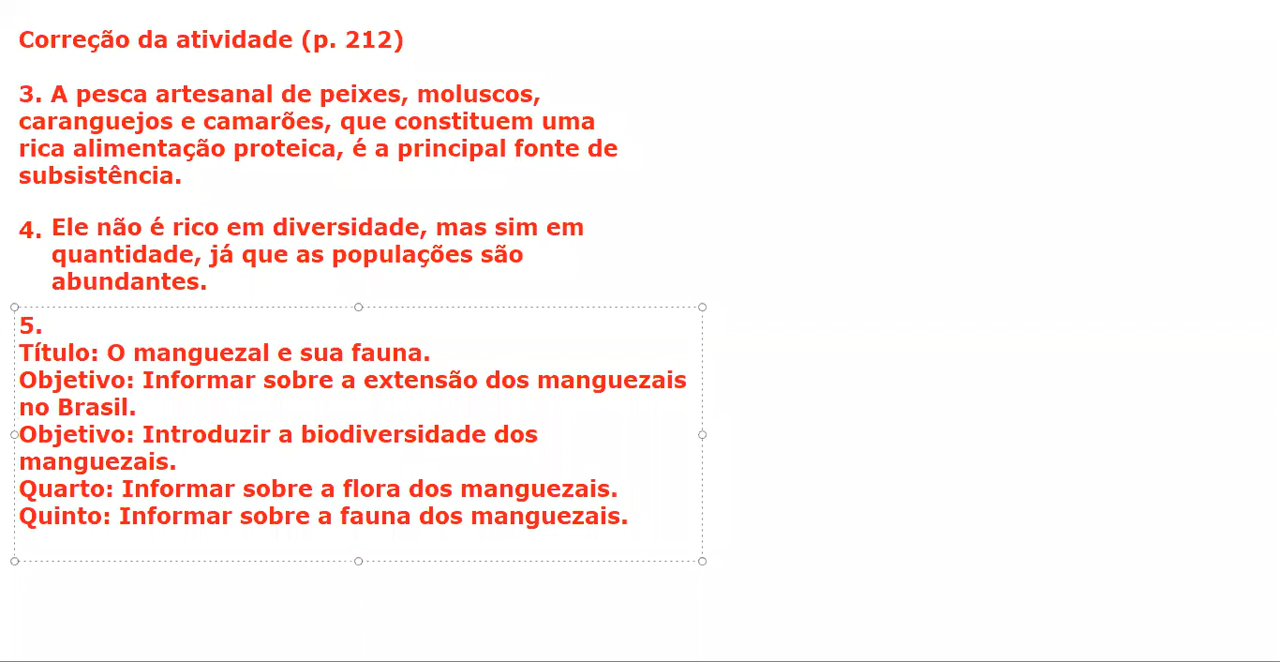 Correção da atividade (p. 212)
3. A pesca artesanal de peixes, moluscos,
caranguejos e camarões, que constituem uma
rica alimentação proteica, é a principal fonte de
subsistência.
4. Ele não é rico em diversidade, mas sim em
quantidade, já que as populações são
abundantes.
5.
Título: O manguezal e sua fauna.
Objetivo: Informar sobre a extensão dos manguezais
no Brasil.
Objetivo: Introduzir a biodiversidade dos
manguezais.
Quarto: Informar sobre a flora dos manguezais.
Quinto: Informar sobre a fauna dos manguezais.